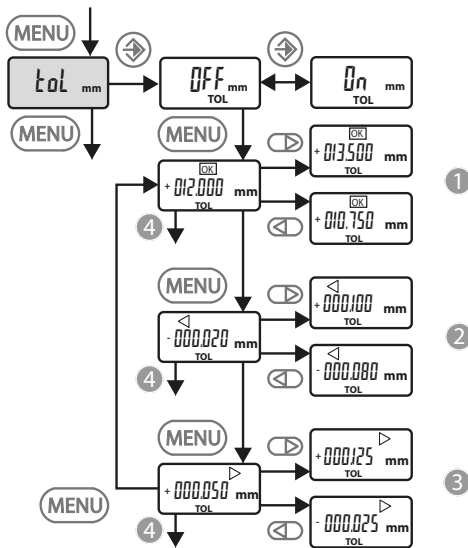 MENU
toL mm
OFF mm
TOL
On mm
TOL
MENU
MENU
OK
+ 013.500 mm
TOL
1
OK
+ 012.000 mm
TOL
4
OK
+ 010.750 mm
TOL
MENU
+ 000.100 mm
TOL
2
- 000.020 mm
TOL
4
- 000.080 mm
TOL
MENU
+ 000.125 mm
TOL
3
+ 000.050 mm
TOL
MENU
4
- 000.025 mm
TOL